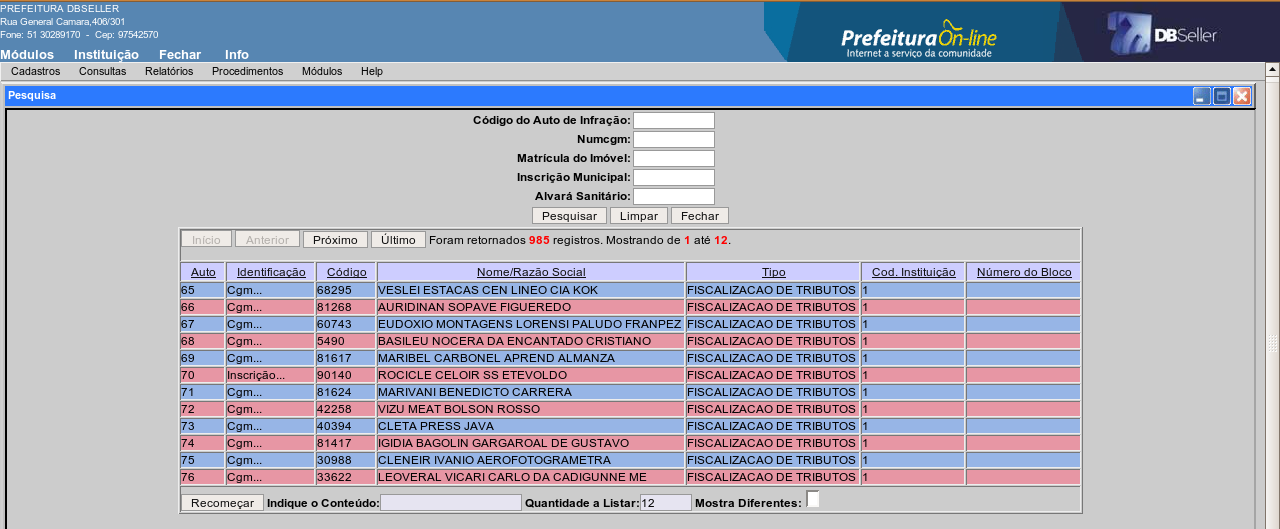 PREFEITURA DBSELLER
Rua General Camara,406/301
Fone: 51 30289170 - Cep: 97542570
Prefeitura On-line
Internet a serviço da comunidade
DBSeller
Módulos Instituição Fechar Info
Cadastros Consultas Relatórios Procedimentos Módulos Help
Pesquisa
Código do Auto de Infração:
Numcgm:
Matrícula do Imóvel:
Inscrição Municipal:
Alvará Sanitário:
Pesquisar Limpar Fechar
Início Anterior Próximo Último Foram retornados 985 registros. Mostrando de 1 até 12.
Auto Identificação Código Nome/Razão Social Tipo Cod. Instituição Número do Bloco
65 Cgm... 68295 VESLEI ESTACAS CEN LINEO CIA KOK FISCALIZACAO DE TRIBUTOS 1
66 Cgm... 81268 AURIDINAN SOPAVE FIGUEREDO FISCALIZACAO DE TRIBUTOS 1
67 Cgm... 60743 EUDOXIO MONTAGENS LORENSI PALUDO FRANPEZ FISCALIZACAO DE TRIBUTOS 1
68 Cgm... 5490 BASILEU NOCERA DA ENCANTADO CRISTIANO FISCALIZACAO DE TRIBUTOS 1
69 Cgm... 81617 MARIBEL CARBONEL APREND ALMANZA FISCALIZACAO DE TRIBUTOS 1
70 Inscrição... 90140 ROCICLE CELOIR SS ETEVOLDO FISCALIZACAO DE TRIBUTOS 1
71 Cgm... 81624 MARIVANI BENEDICTO CARRERA FISCALIZACAO DE TRIBUTOS 1
72 Cgm... 42258 VIZU MEAT BOLSON ROSSO FISCALIZACAO DE TRIBUTOS 1
73 Cgm... 40394 CLETA PRESS JAVA FISCALIZACAO DE TRIBUTOS 1
74 Cgm... 81417 IGIDIA BAGOLIN GARGAROAL DE GUSTAVO FISCALIZACAO DE TRIBUTOS 1
75 Cgm... 30988 CLENEIR IVANIO AEROFOTOGRAMETRA FISCALIZACAO DE TRIBUTOS 1
76 Cgm... 33622 LEOVERAL VICARI CARLO DA CADIGUNNE ME FISCALIZACAO DE TRIBUTOS 1
Recomeçar Indique o Conteúdo: Quantidade a Listar: 12 Mostra Diferentes: